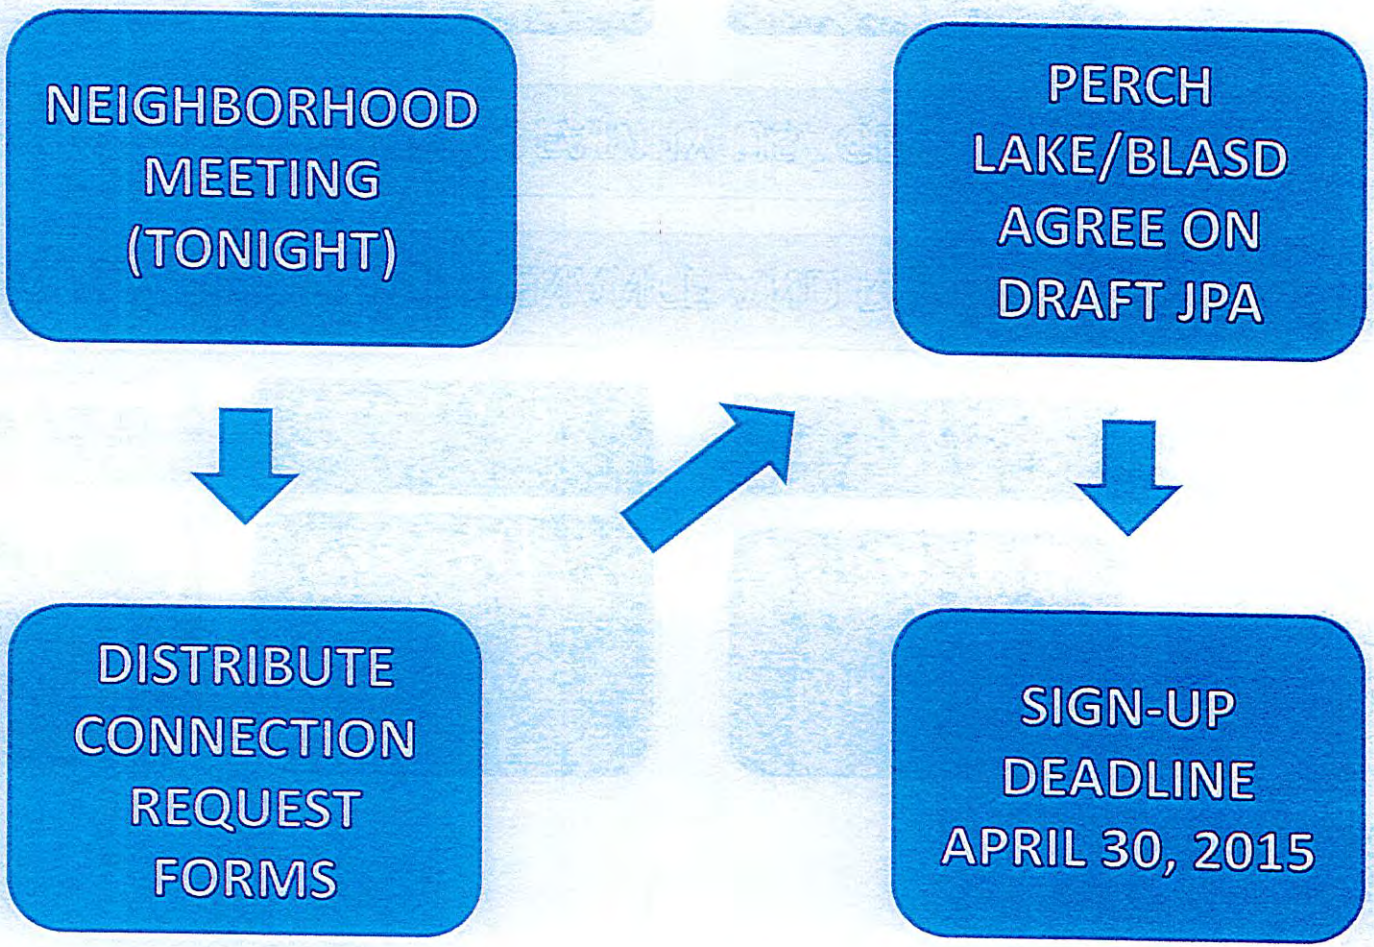 NEIGHBORHOOD
MEETING
(TONIGHT)
DISTRIBUTE
CONNECTION
REQUEST
FORMS
PERCH
LAKE/BLASD
AGREE ON
DRAFT JPA
SIGN-UP
DEADLINE
APRIL 30, 2015